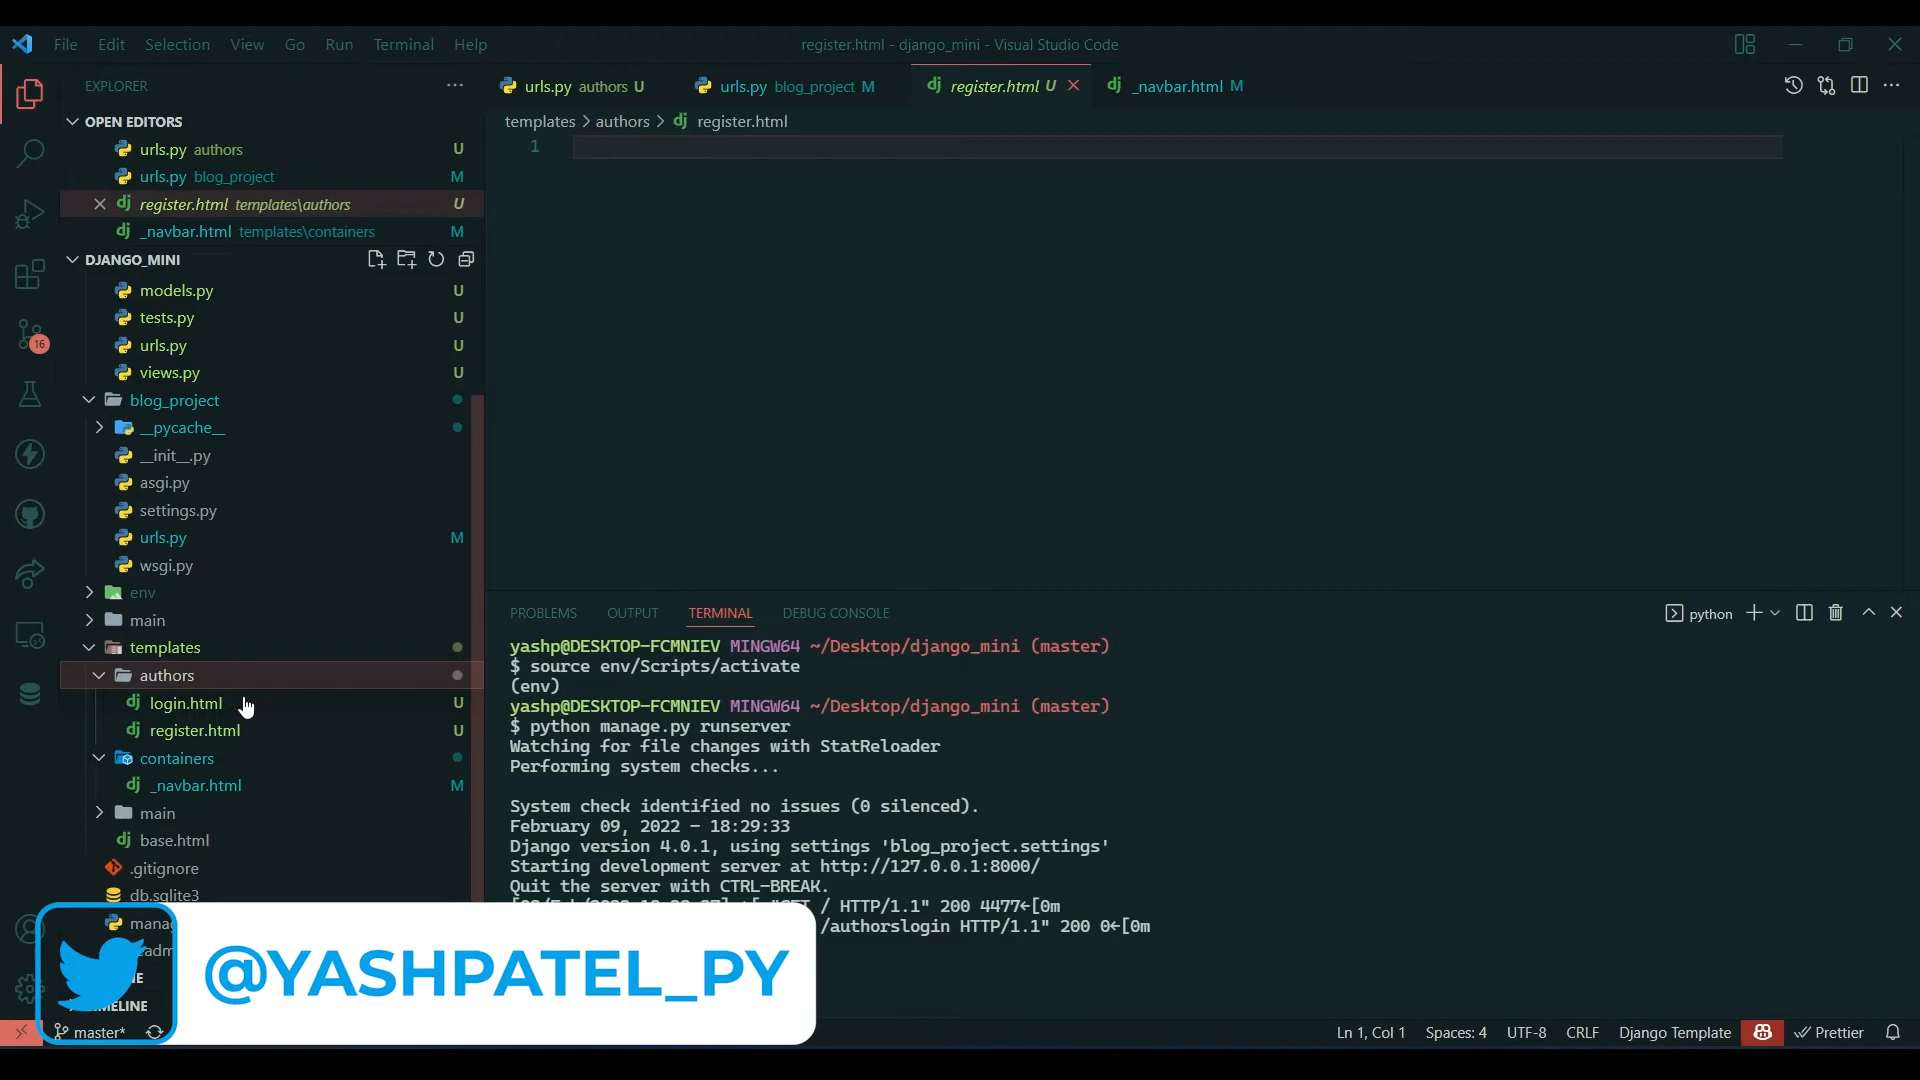 File Edit Selection View Go Run Terminal Help
register.html - django_mini - Visual Studio Code
EXPLORER
OPEN EDITORS
urls.py authors U
urls.py blog_project M
register.html templates\authors U
_navbar.html templates\containers M
DJANGO_MINI
models.py U
tests.py U
urls.py U
views.py U
blog_project
__pycache__
__init__.py
asgi.py
settings.py
urls.py M
wsgi.py
env
main
templates
authors
login.html U
register.html U
containers
_navbar.html M
main
base.html
.gitignore
db.sqlite3
16
urls.py authors U
urls.py blog_project M
register.html U
_navbar.html M
templates > authors > register.html
1
PROBLEMS OUTPUT TERMINAL DEBUG CONSOLE
python
yashp@DESKTOP-FCMNIEV MINGW64 ~/Desktop/django_mini (master)
$ source env/Scripts/activate
(env)
yashp@DESKTOP-FCMNIEV MINGW64 ~/Desktop/django_mini (master)
$ python manage.py runserver
Watching for file changes with StatReloader
Performing system checks...
System check identified no issues (0 silenced).
February 09, 2022 - 18:29:33
Django version 4.0.1, using settings 'blog_project.settings'
Starting development server at http://127.0.0.1:8000/
Quit the server with CTRL-BREAK.
/ HTTP/1.1" 200 4477←[0m
/authorslogin HTTP/1.1" 200 0←[0m
@YASHPATEL_PY
master*
Ln 1, Col 1 Spaces: 4 UTF-8 CRLF Django Template Prettier